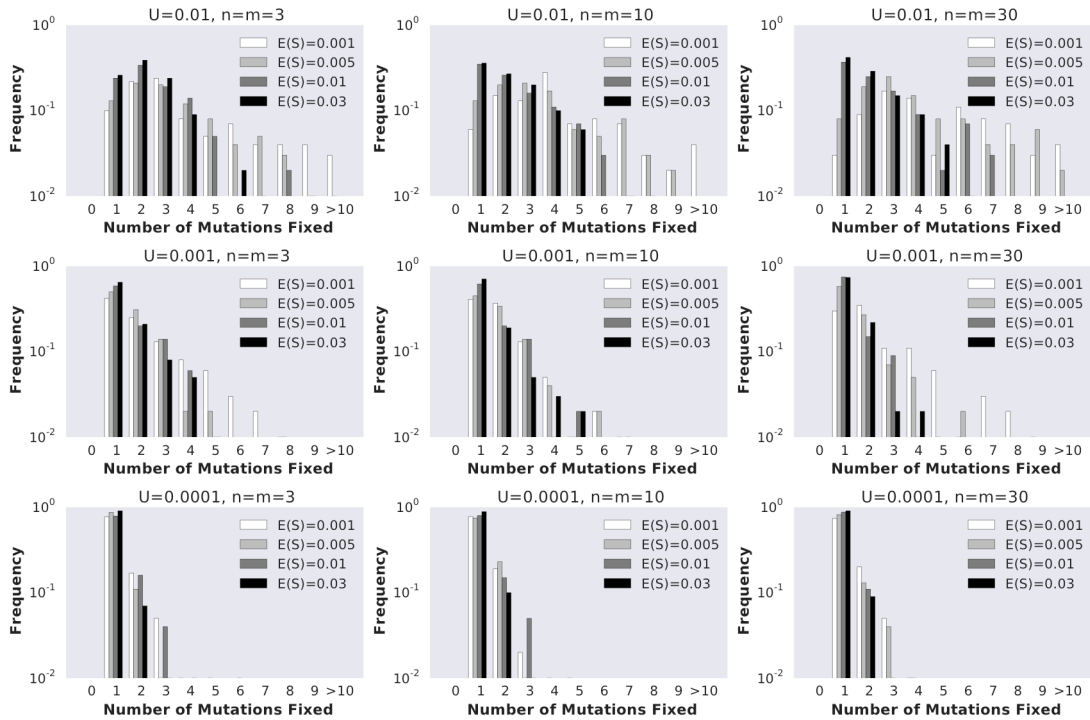 U=0.01, n=m=3
10^0
E(S)=0.001
E(S)=0.005
E(S)=0.01
E(S)=0.03
Frequency
10^-1
10^-2
0 1 2 3 4 5 6 7 8 9 >10
Number of Mutations Fixed
U=0.01, n=m=10
10^0
E(S)=0.001
E(S)=0.005
E(S)=0.01
E(S)=0.03
Frequency
10^-1
10^-2
0 1 2 3 4 5 6 7 8 9 >10
Number of Mutations Fixed
U=0.01, n=m=30
10^0
E(S)=0.001
E(S)=0.005
E(S)=0.01
E(S)=0.03
Frequency
10^-1
10^-2
0 1 2 3 4 5 6 7 8 9 >10
Number of Mutations Fixed
U=0.001, n=m=3
10^0
E(S)=0.001
E(S)=0.005
E(S)=0.01
E(S)=0.03
Frequency
10^-1
10^-2
0 1 2 3 4 5 6 7 8 9 >10
Number of Mutations Fixed
U=0.001, n=m=10
10^0
E(S)=0.001
E(S)=0.005
E(S)=0.01
E(S)=0.03
Frequency
10^-1
10^-2
0 1 2 3 4 5 6 7 8 9 >10
Number of Mutations Fixed
U=0.001, n=m=30
10^0
E(S)=0.001
E(S)=0.005
E(S)=0.01
E(S)=0.03
Frequency
10^-1
10^-2
0 1 2 3 4 5 6 7 8 9 >10
Number of Mutations Fixed
U=0.0001, n=m=3
10^0
E(S)=0.001
E(S)=0.005
E(S)=0.01
E(S)=0.03
Frequency
10^-1
10^-2
0 1 2 3 4 5 6 7 8 9 >10
Number of Mutations Fixed
U=0.0001, n=m=10
10^0
E(S)=0.001
E(S)=0.005
E(S)=0.01
E(S)=0.03
Frequency
10^-1
10^-2
0 1 2 3 4 5 6 7 8 9 >10
Number of Mutations Fixed
U=0.0001, n=m=30
10^0
E(S)=0.001
E(S)=0.005
E(S)=0.01
E(S)=0.03
Frequency
10^-1
10^-2
0 1 2 3 4 5 6 7 8 9 >10
Number of Mutations Fixed